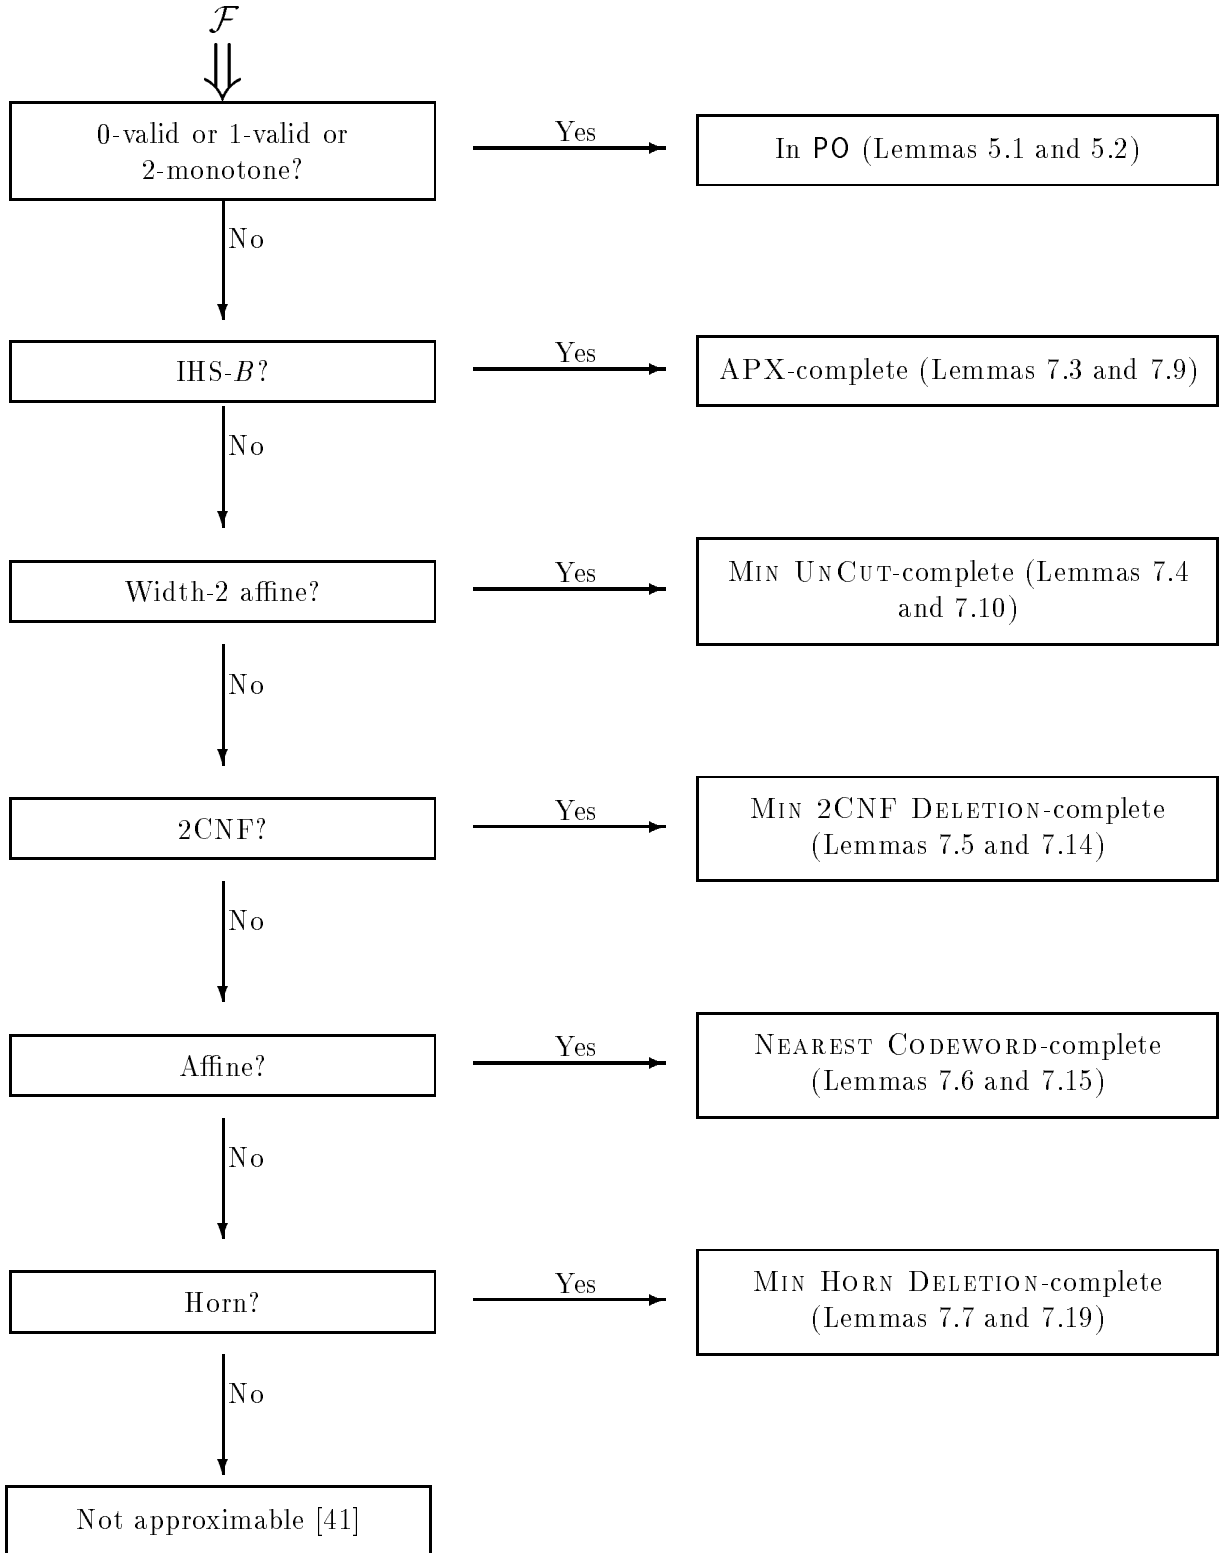 ℱ
0-valid or 1-valid or
2-monotone?
Yes
In PO (Lemmas 5.1 and 5.2)
No
IHS-B?
Yes
APX-complete (Lemmas 7.3 and 7.9)
No
Width-2 affine?
Yes
MIN UNCUT-complete (Lemmas 7.4
and 7.10)
No
2CNF?
Yes
MIN 2CNF DELETION-complete
(Lemmas 7.5 and 7.14)
No
Affine?
Yes
NEAREST CODEWORD-complete
(Lemmas 7.6 and 7.15)
No
Horn?
Yes
MIN HORN DELETION-complete
(Lemmas 7.7 and 7.19)
No
Not approximable [41]